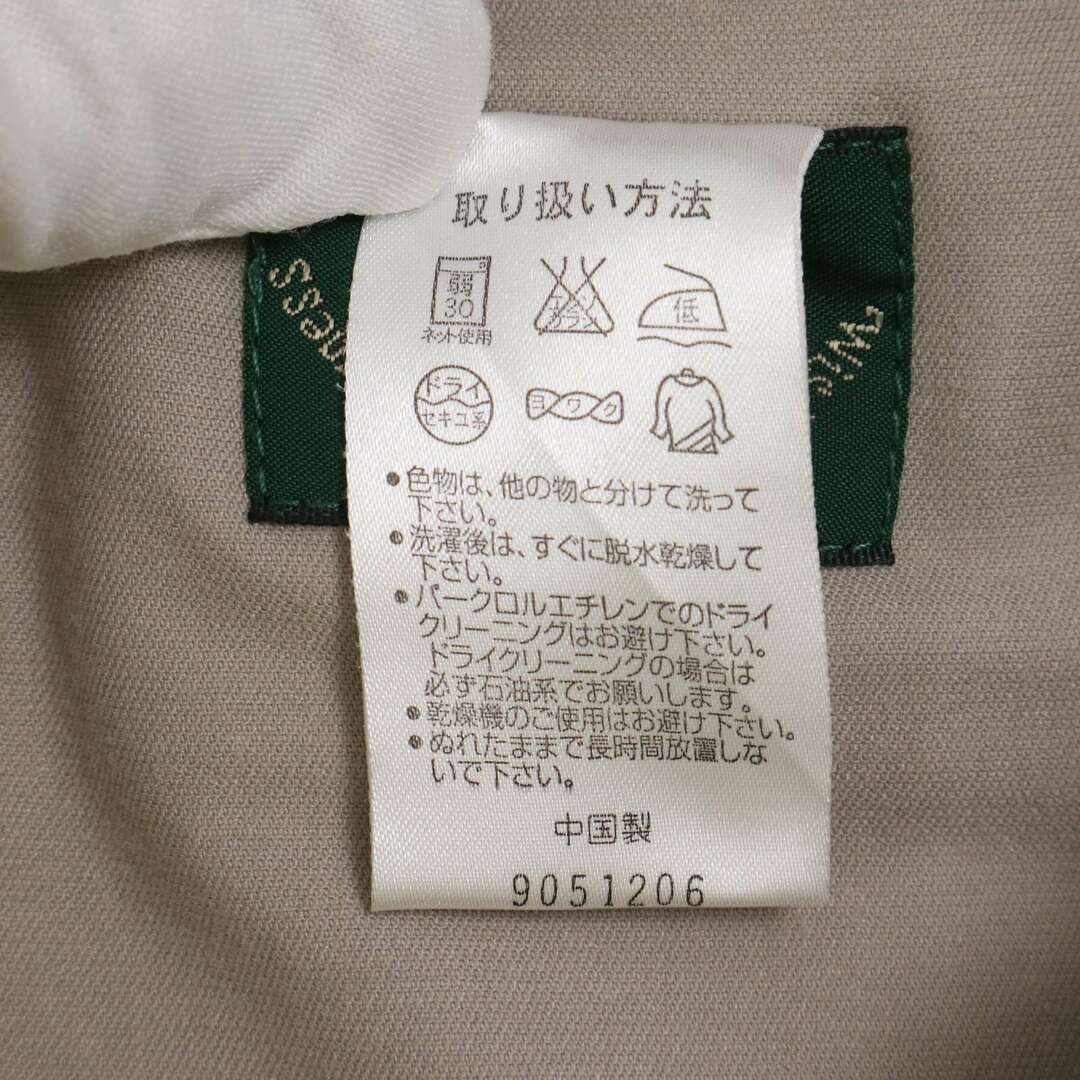 取り扱い方法
弱
30
ネット使用
エンソ
サラシ
低
ドライ
セキユ系
ヨワク
•色物は、他の物と分けて洗って
下さい。
•洗濯後は、すぐに脱水乾燥して
下さい。
•パークロルエチレンでのドライ
クリーニングはお避け下さい。
ドライクリーニングの場合は
必ず石油系でお願いします。
•乾燥機のご使用はお避け下さい。
•ぬれたままで長時間放置しな
いで下さい。
中国製
9051206